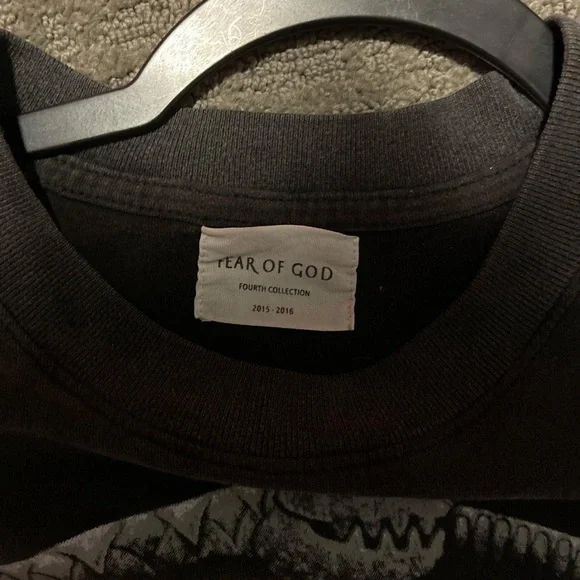 FEAR OF GOD
FOURTH COLLECTION
2015 - 2016